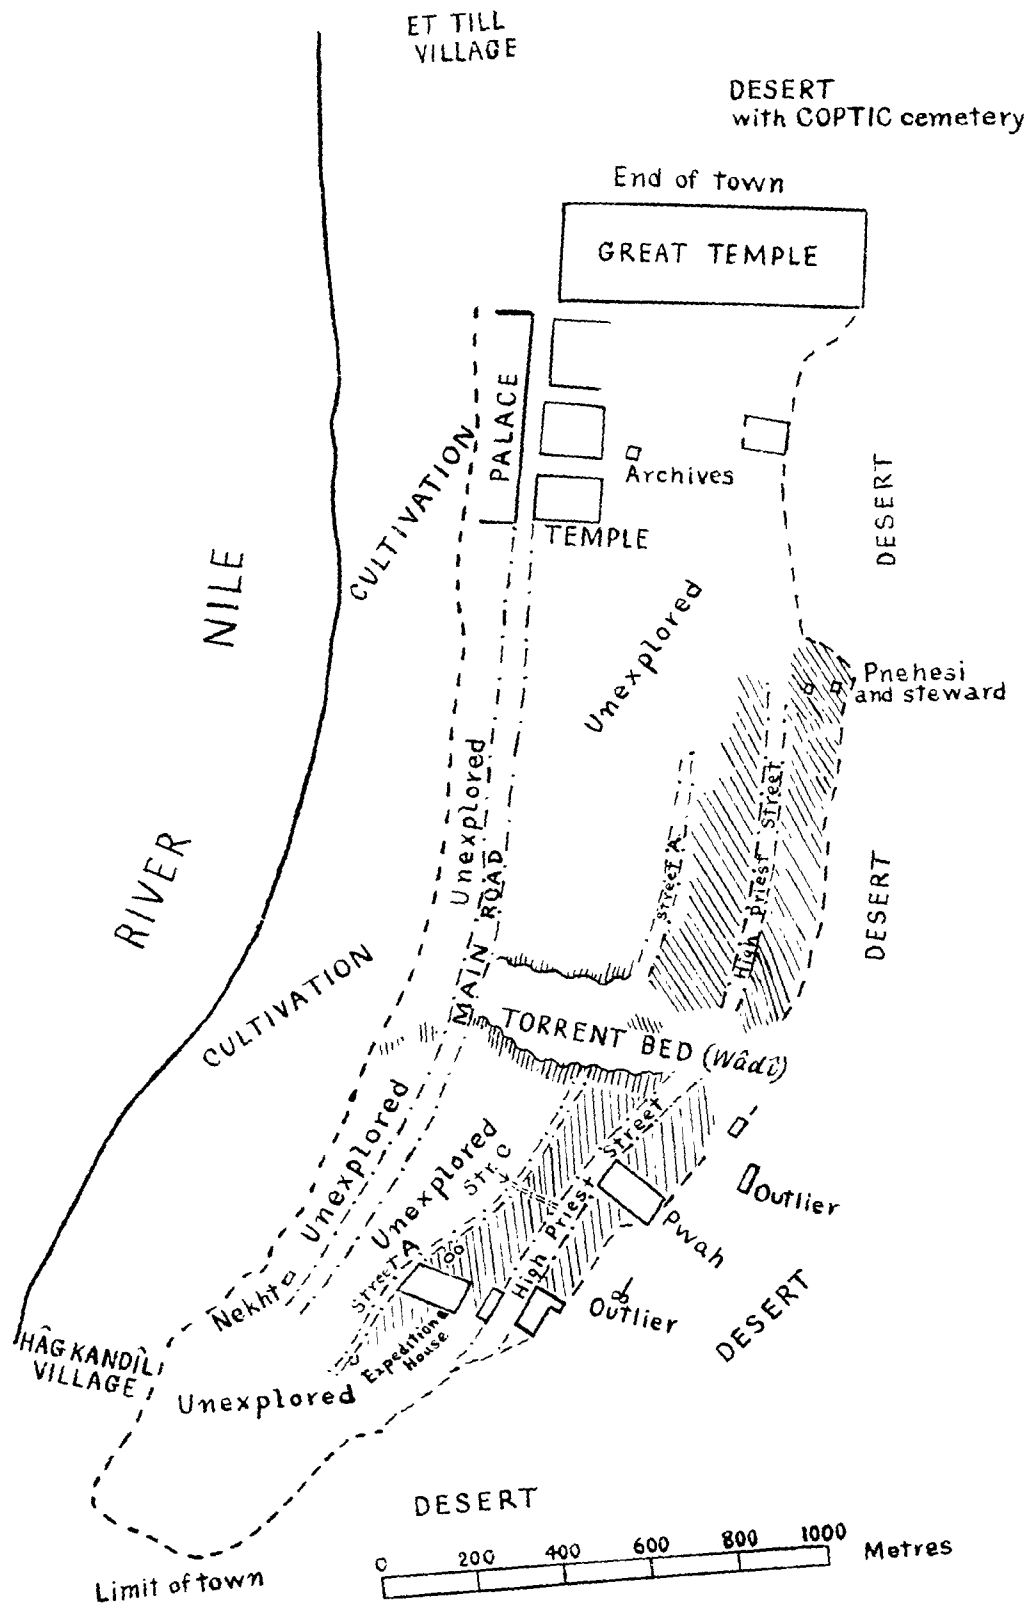 ET TILL
VILLAGE
DESERT
with COPTIC cemetery
End of town
GREAT TEMPLE
PALACE
CULTIVATION
Archives
TEMPLE
DESERT
NILE
Unexplored
Pnehesi
and steward
Unexplored
High Priest Street
Street A
MAIN ROAD
DESERT
RIVER
CULTIVATION
TORRENT BED (Wâdî)
Unexplored
Unexplored
Str. C
High Priest Street
Outlier
Pwah
Street A
Nekht
Expedition
House
Outlier
DESERT
HÂG KANDÎL
VILLAGE
Unexplored
DESERT
Limit of town
0 200 400 600 800 1000 Metres